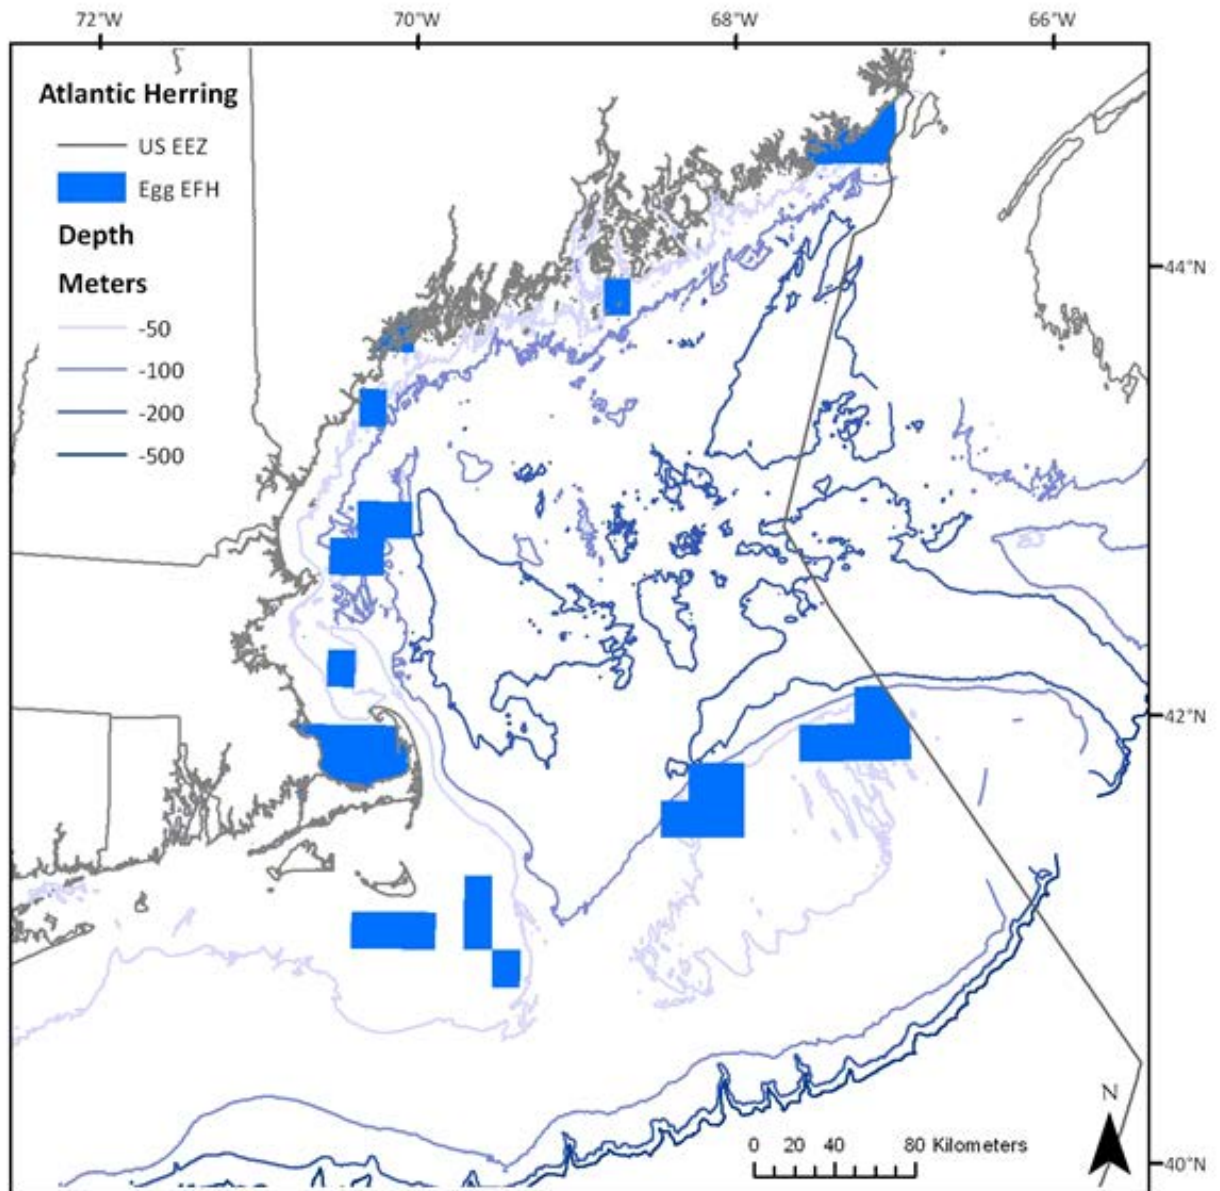 72°W 70°W 68°W 66°W
Atlantic Herring
US EEZ
Egg EFH
Depth
Meters
-50
-100
-200
-500
44°N
42°N
N
0 20 40 80 Kilometers
40°N